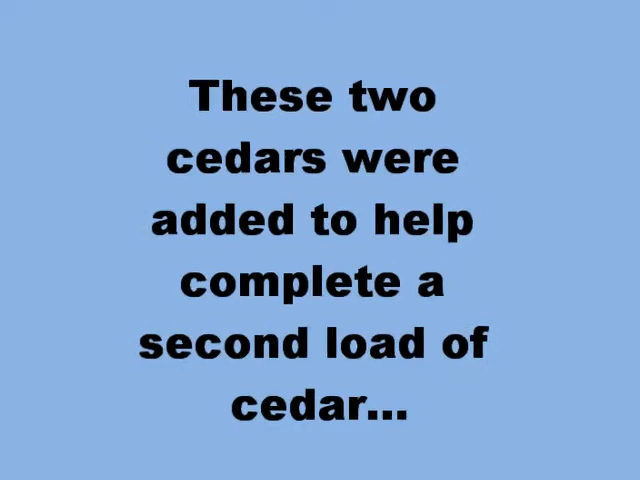 These two
cedars were
added to help
complete a
second load of
cedar...